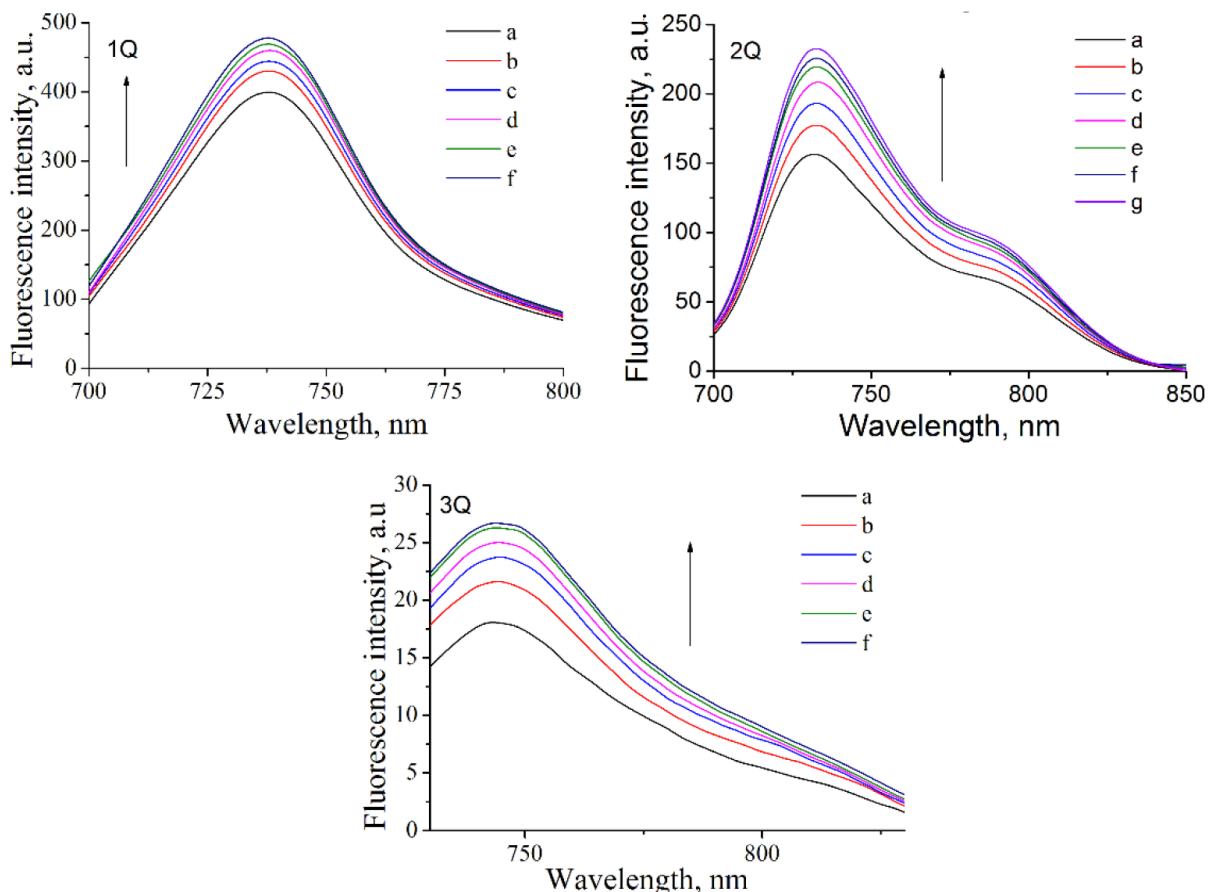 1Q
a
b
c
d
e
f
500
400
300
200
100
0
700
725
750
775
800
Wavelength, nm
Fluorescence intensity, a.u.
2Q
a
b
c
d
e
f
g
250
200
150
100
50
0
700
750
800
850
Wavelength, nm
Fluorescence intensity, a.u.
3Q
a
b
c
d
e
f
30
25
20
15
10
5
0
750
800
Wavelength, nm
Fluorescence intensity, a.u